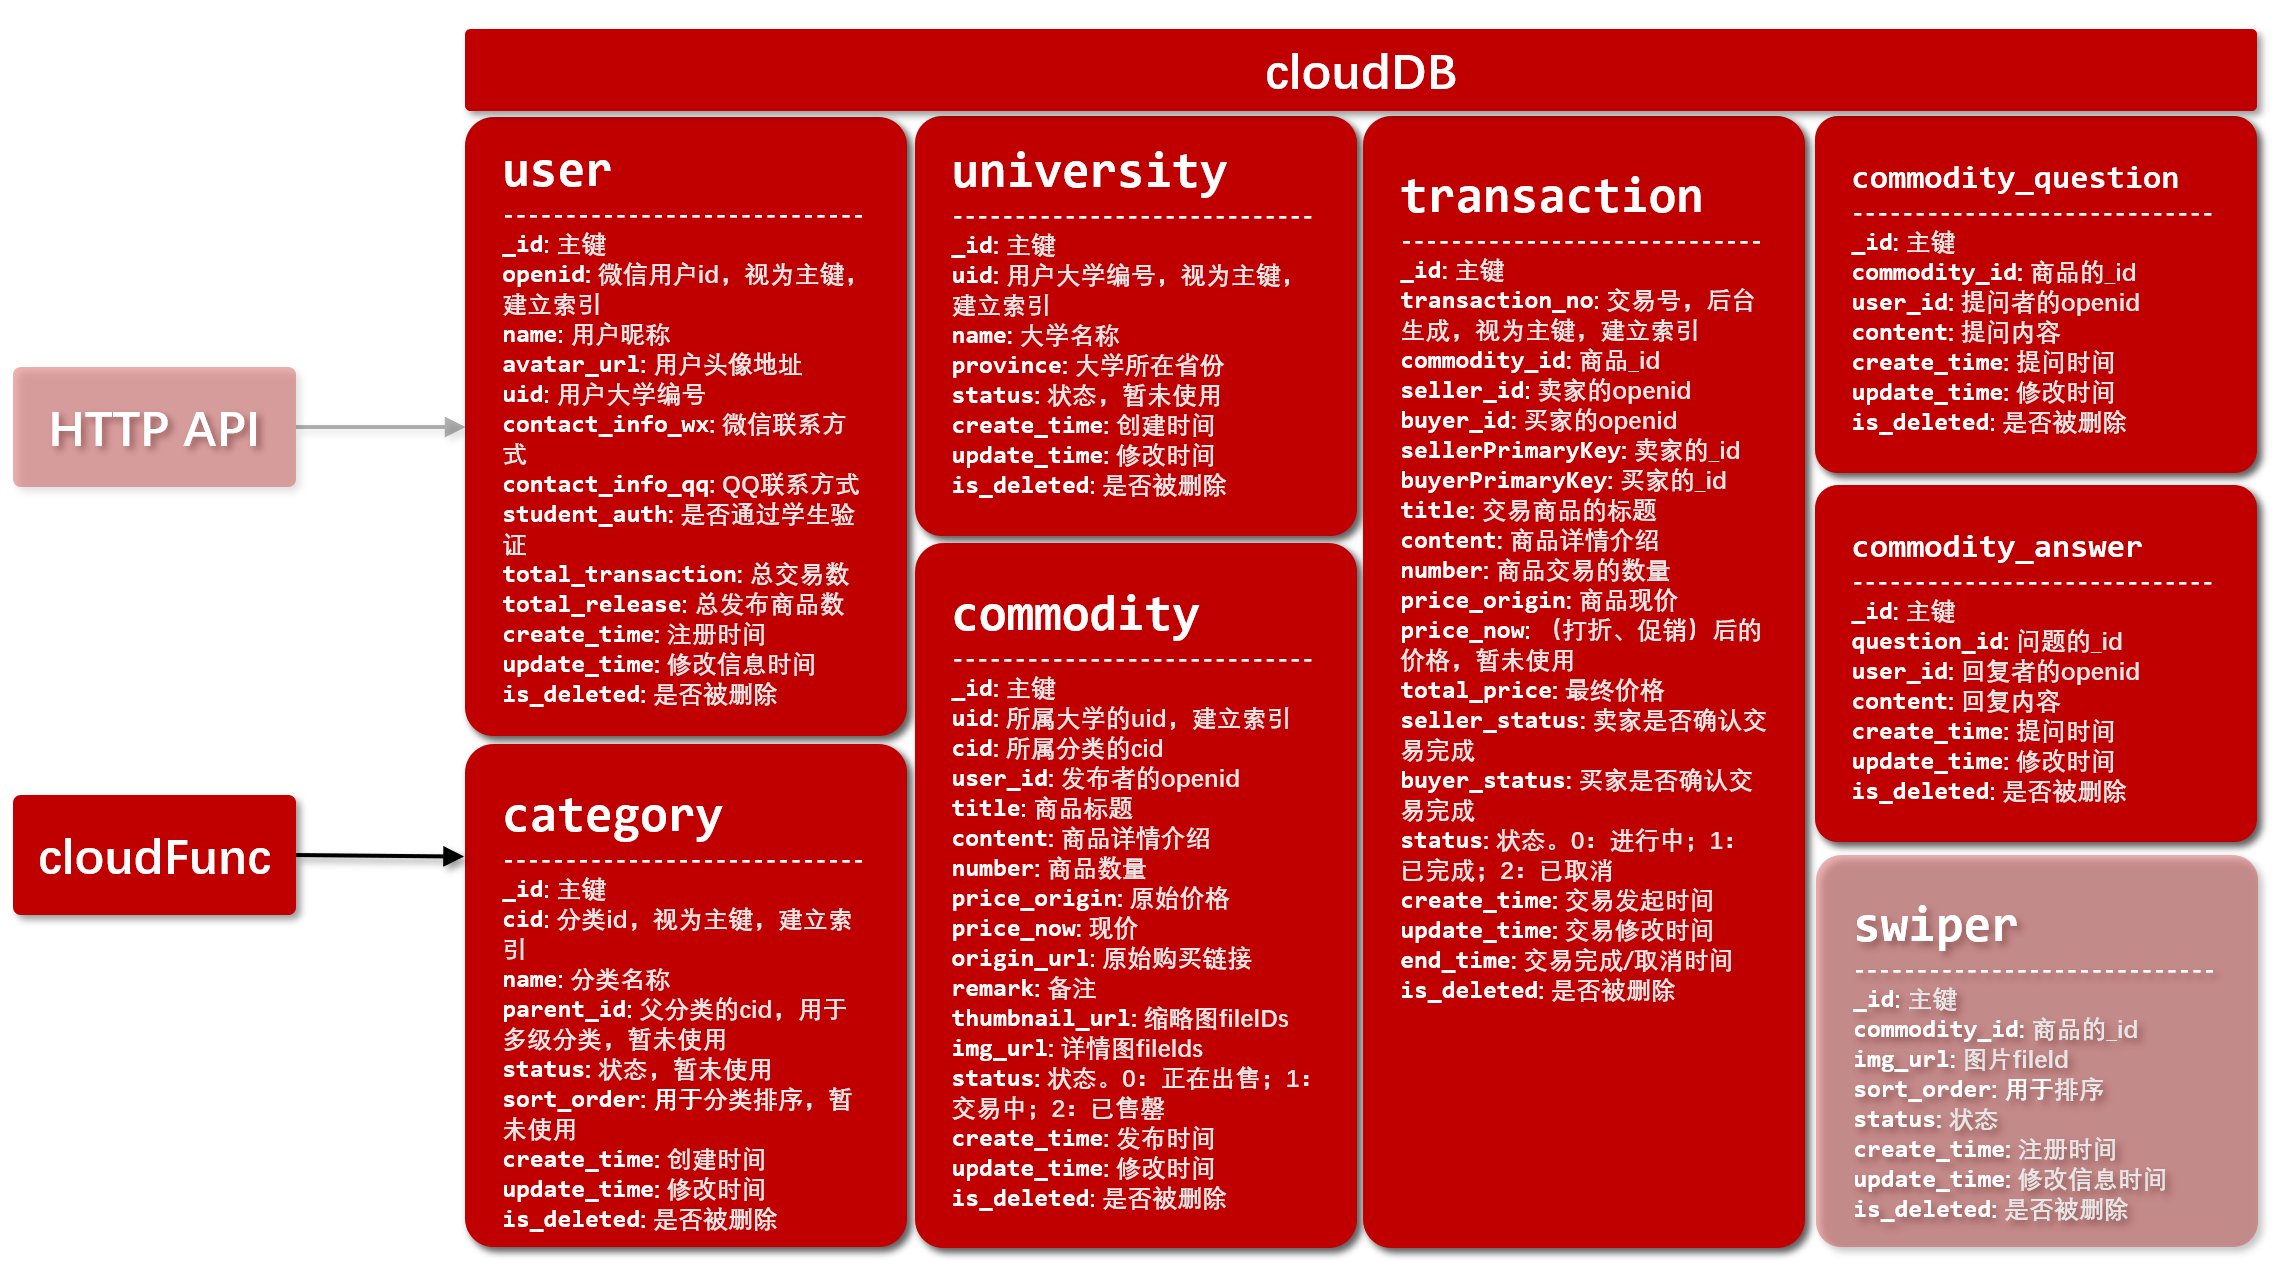 cloudDB
HTTP API
cloudFunc
user
-----------------------------
_id: 主键
openid: 微信用户id，视为主键，
建立索引
name: 用户昵称
avatar_url: 用户头像地址
uid: 用户大学编号
contact_info_wx: 微信联系方
式
contact_info_qq: QQ联系方式
student_auth: 是否通过学生验
证
total_transaction: 总交易数
total_release: 总发布商品数
create_time: 注册时间
update_time: 修改信息时间
is_deleted: 是否被删除
category
-----------------------------
_id: 主键
cid: 分类id，视为主键，建立索
引
name: 分类名称
parent_id: 父分类的cid，用于
多级分类，暂未使用
status: 状态，暂未使用
sort_order: 用于分类排序，暂
未使用
create_time: 创建时间
update_time: 修改时间
is_deleted: 是否被删除
university
-----------------------------
_id: 主键
uid: 用户大学编号，视为主键，
建立索引
name: 大学名称
province: 大学所在省份
status: 状态，暂未使用
create_time: 创建时间
update_time: 修改时间
is_deleted: 是否被删除
commodity
-----------------------------
_id: 主键
uid: 所属大学的uid，建立索引
cid: 所属分类的cid
user_id: 发布者的openid
title: 商品标题
content: 商品详情介绍
number: 商品数量
price_origin: 原始价格
price_now: 现价
origin_url: 原始购买链接
remark: 备注
thumbnail_url: 缩略图fileIDs
img_url: 详情图fileIds
status: 状态。0：正在出售；1：
交易中；2：已售罄
create_time: 发布时间
update_time: 修改时间
is_deleted: 是否被删除
transaction
-----------------------------
_id: 主键
transaction_no: 交易号，后台
生成，视为主键，建立索引
commodity_id: 商品_id
seller_id: 卖家的openid
buyer_id: 买家的openid
sellerPrimaryKey: 卖家的_id
buyerPrimaryKey: 买家的_id
title: 交易商品的标题
content: 商品详情介绍
number: 商品交易的数量
price_origin: 商品现价
price_now: （打折、促销）后的
价格，暂未使用
total_price: 最终价格
seller_status: 卖家是否确认交
易完成
buyer_status: 买家是否确认交
易完成
status: 状态。0：进行中；1：
已完成；2：已取消
create_time: 交易发起时间
update_time: 交易修改时间
end_time: 交易完成/取消时间
is_deleted: 是否被删除
commodity_question
-----------------------------
_id: 主键
commodity_id: 商品的_id
user_id: 提问者的openid
content: 提问内容
create_time: 提问时间
update_time: 修改时间
is_deleted: 是否被删除
commodity_answer
-----------------------------
_id: 主键
question_id: 问题的_id
user_id: 回复者的openid
content: 回复内容
create_time: 提问时间
update_time: 修改时间
is_deleted: 是否被删除
swiper
-----------------------------
_id: 主键
commodity_id: 商品的_id
img_url: 图片fileId
sort_order: 用于排序
status: 状态
create_time: 注册时间
update_time: 修改信息时间
is_deleted: 是否被删除